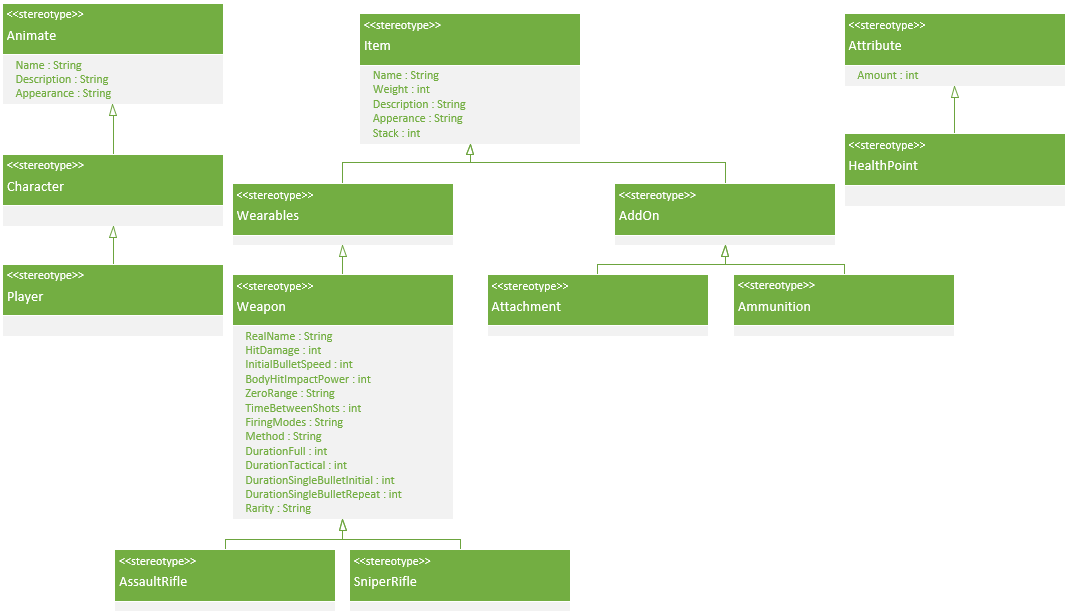 <<stereotype>>
Animate
Name : String
Description : String
Appearance : String
<<stereotype>>
Character
<<stereotype>>
Player
<<stereotype>>
Item
Name : String
Weight : int
Description : String
Apperance : String
Stack : int
<<stereotype>>
Wearables
<<stereotype>>
Weapon
RealName : String
HitDamage : int
InitialBulletSpeed : int
BodyHitImpactPower : int
ZeroRange : String
TimeBetweenShots : int
FiringModes : String
Method : String
DurationFull : int
DurationTactical : int
DurationSingleBulletInitial : int
DurationSingleBulletRepeat : int
Rarity : String
<<stereotype>>
AssaultRifle
<<stereotype>>
SniperRifle
<<stereotype>>
AddOn
<<stereotype>>
Attachment
<<stereotype>>
Ammunition
<<stereotype>>
Attribute
Amount : int
<<stereotype>>
HealthPoint